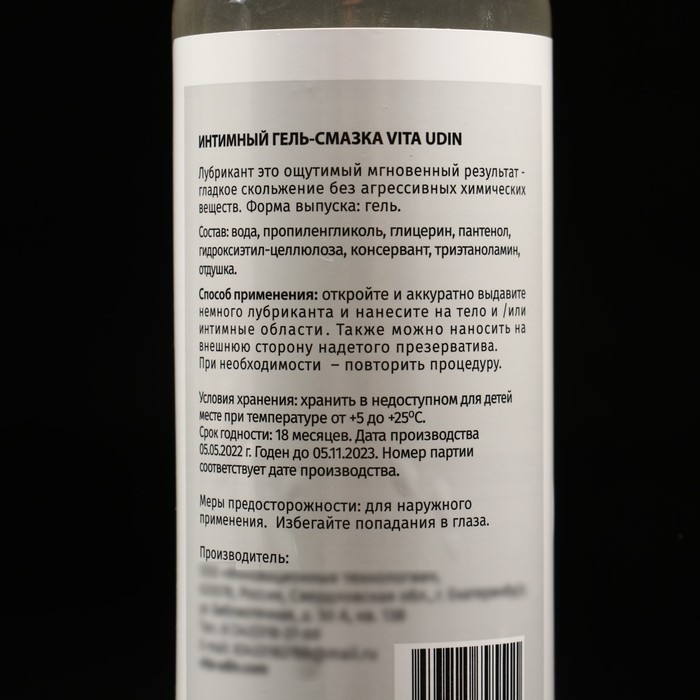 ИНТИМНЫЙ ГЕЛЬ-СМАЗКА VITA UDIN
Лубрикант это ощутимый мгновенный результат -
гладкое скольжение без агрессивных химических
веществ. Форма выпуска: гель.
Состав: вода, пропиленгликоль, глицерин, пантенол,
гидроксиэтил-целлюлоза, консервант, триэтаноламин,
отдушка.
Способ применения: откройте и аккуратно выдавите
немного лубриканта и нанесите на тело и /или
интимные области. Также можно наносить на
внешнюю сторону надетого презерватива.
При необходимости – повторить процедуру.
Условия хранения: хранить в недоступном для детей
месте при температуре от +5 до +25°С.
Срок годности: 18 месяцев. Дата производства
05.05.2022 г. Годен до 05.11.2023. Номер партии
соответствует дате производства.
Меры предосторожности: для наружного
применения. Избегайте попадания в глаза.
Производитель: